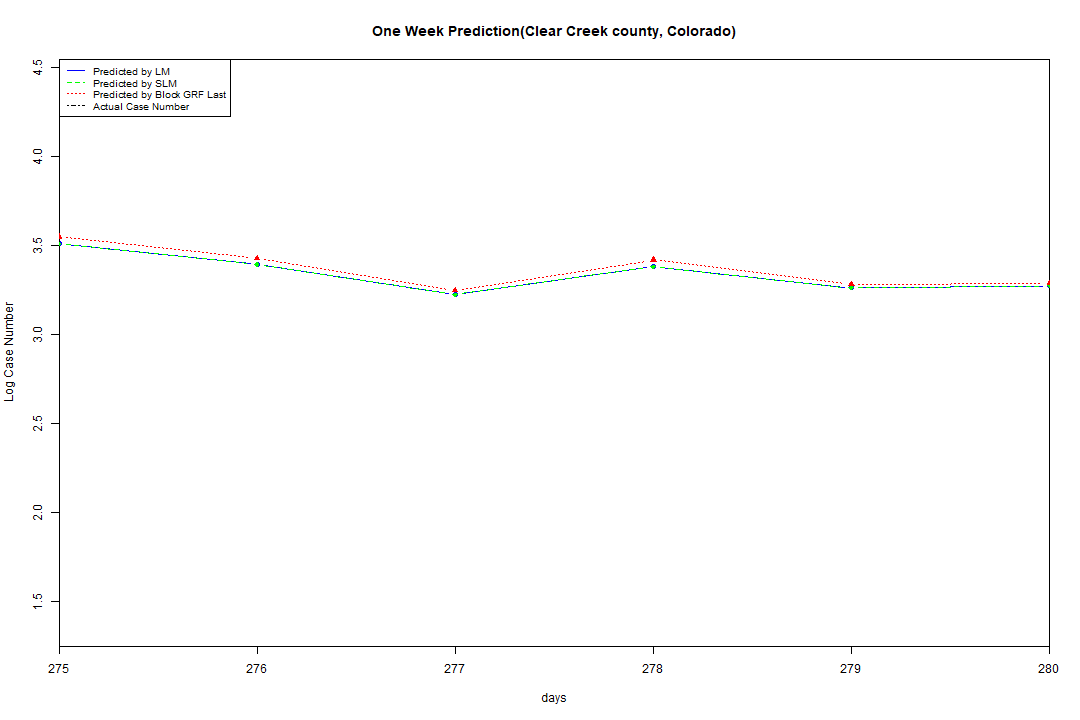 One Week Prediction(Clear Creek county, Colorado)
Predicted by LM
Predicted by SLM
Predicted by Block GRF Last
Actual Case Number
4.5
4.0
3.5
3.0
2.5
2.0
1.5
Log Case Number
275 276 277 278 279 280
days